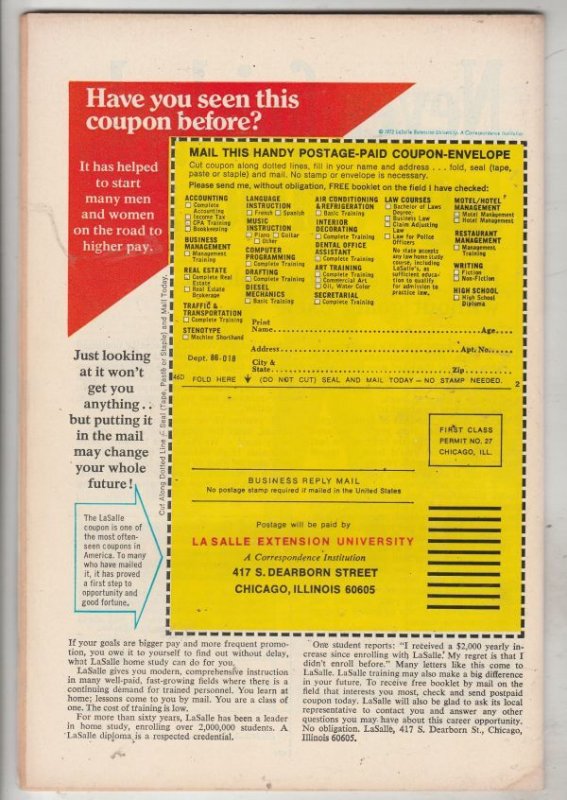 Have you seen this
coupon before?
© 1972 LaSalle Extension University, A Correspondence Institution
It has helped
to start
many men
and women
on the road to
higher pay.
MAIL THIS HANDY POSTAGE-PAID COUPON-ENVELOPE
Cut coupon along dotted lines, fill in your name and address . . . fold, seal (tape,
paste or staple) and mail. No stamp or envelope is necessary.
Please send me, without obligation, FREE booklet on the field I have checked:
ACCOUNTING
Complete
Accounting
Income Tax
CPA Training
Bookkeeping
BUSINESS
MANAGEMENT
Management
Training
REAL ESTATE
Complete Real
Estate
Real Estate
Brokerage
TRAFFIC &
TRANSPORTATION
Complete Training
STENOTYPE
Machine Shorthand
LANGUAGE
INSTRUCTION
French Spanish
MUSIC
INSTRUCTION
Piano Guitar
Other
COMPUTER
PROGRAMMING
Complete Training
DRAFTING
Complete Training
DIESEL
MECHANICS
Basic Training
AIR CONDITIONING
& REFRIGERATION
Basic Training
INTERIOR
DECORATING
Complete Training
DENTAL OFFICE
ASSISTANT
Complete Training
ART TRAINING
Complete Training
Commercial Art
Oil, Water Color
SECRETARIAL
Complete Training
LAW COURSES
Bachelor of Laws
Degree
Business Law
Claim Adjusting
Law
Law for Police
Officers
No state accepts
any law home
study course,
including
LaSalle's, as
sufficient educa-
tion to qualify
for admission to
practice law.
MOTEL/HOTEL
MANAGEMENT
Motel Management
Hotel Management
RESTAURANT
MANAGEMENT
Management
Training
WRITING
Fiction
Non-Fiction
HIGH SCHOOL
High School
Diploma
Print
Name Age
Address Apt. No.
Dept. 86-018
City &
State Zip
46D FOLD HERE (DO NOT CUT) SEAL AND MAIL TODAY – NO STAMP NEEDED. 2
Cut Along Dotted Line – Seal (Tape, Paste or Staple) and Mail Today.
Just looking
at it won't
get you
anything . .
but putting it
in the mail
may change
your whole
future!
The LaSalle
coupon is one of
the most often-
seen coupons in
America. To many
who have mailed
it, it has proved
a first step to
opportunity and
good fortune.
FIRST CLASS
PERMIT NO. 27
CHICAGO, ILL.
BUSINESS REPLY MAIL
No postage stamp required if mailed in the United States
Postage will be paid by
LA SALLE EXTENSION UNIVERSITY
A Correspondence Institution
417 S. DEARBORN STREET
CHICAGO, ILLINOIS 60605
If your goals are bigger pay and more frequent promo-
tion, you owe it to yourself to find out without delay,
what LaSalle home study can do for you.
LaSalle gives you modern, comprehensive instruction
in many well-paid, fast-growing fields where there is a
continuing demand for trained personnel. You learn at
home; lessons come to you by mail. You are a class of
one. The cost of training is low.
For more than sixty years, LaSalle has been a leader
in home study, enrolling over 2,000,000 students. A
LaSalle diploma is a respected credential.
One student reports: "I received a $2,000 yearly in-
crease since enrolling with LaSalle. My regret is that I
didn't enroll before." Many letters like this come to
LaSalle. LaSalle training may also make a big difference
in your future. To receive free booklet by mail on the
field that interests you most, check and send postpaid
coupon today. LaSalle will also be glad to ask its local
representative to contact you and answer any other
questions you may have about this career opportunity.
No obligation. LaSalle, 417 S. Dearborn St., Chicago,
Illinois 60605.